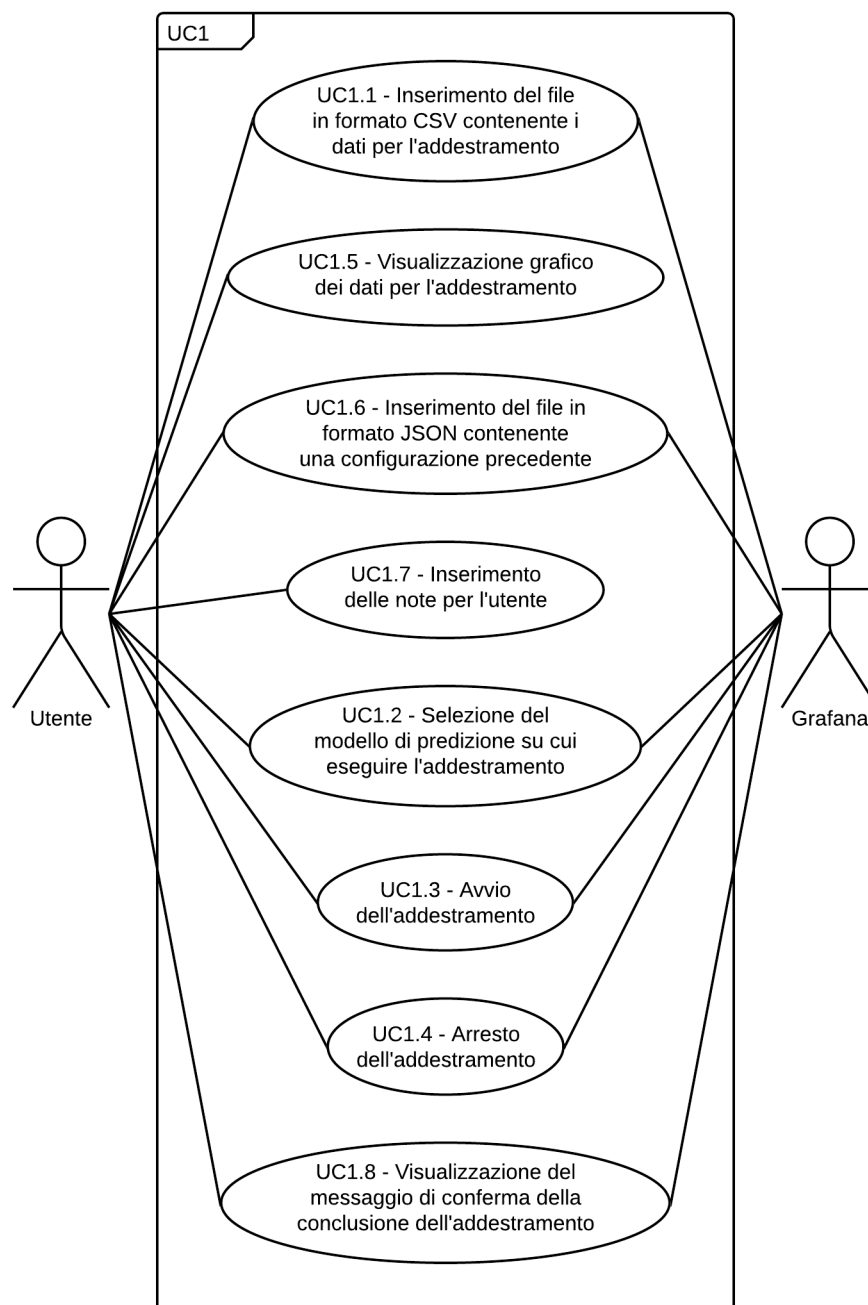 UC1
UC1.1 - Inserimento del file
in formato CSV contenente i
dati per l'addestramento
UC1.5 - Visualizzazione grafico
dei dati per l'addestramento
UC1.6 - Inserimento del file in
formato JSON contenente
una configurazione precedente
UC1.7 - Inserimento
delle note per l'utente
Utente
Grafana
UC1.2 - Selezione del
modello di predizione su cui
eseguire l'addestramento
UC1.3 - Avvio
dell'addestramento
UC1.4 - Arresto
dell'addestramento
UC1.8 - Visualizzazione del
messaggio di conferma della
conclusione dell'addestramento